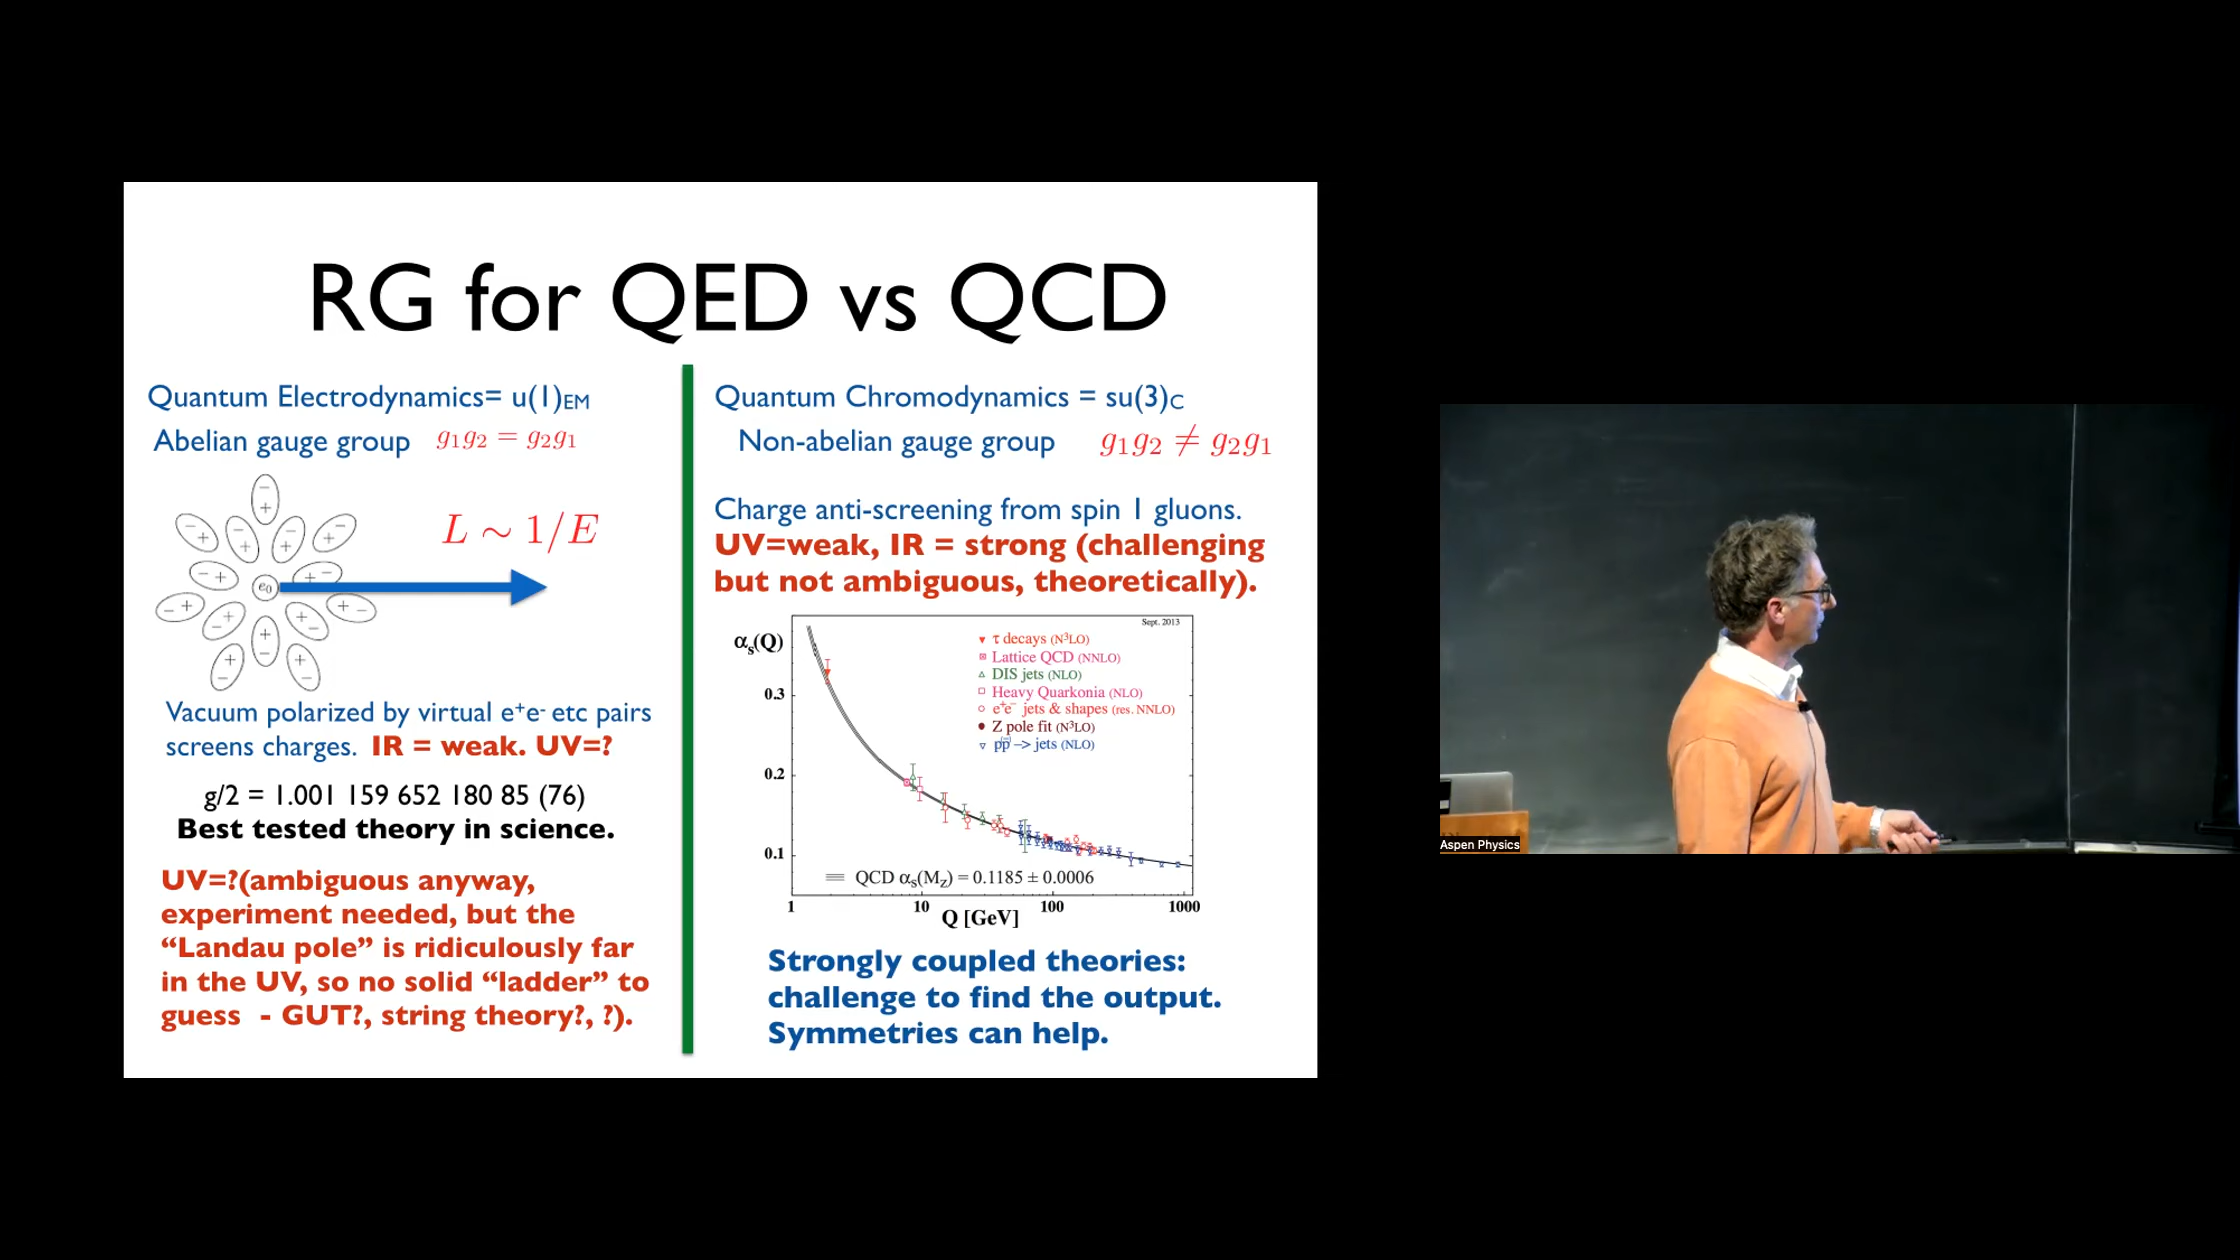 RG for QED vs QCD
Quantum Electrodynamics= u(1)EM
Abelian gauge group g₁g₂ = g₂g₁
L ~ 1/E
e₀
Vacuum polarized by virtual e⁺e⁻ etc pairs
screens charges. IR = weak. UV=?
g/2 = 1.001 159 652 180 85 (76)
Best tested theory in science.
UV=?(ambiguous anyway,
experiment needed, but the
“Landau pole” is ridiculously far
in the UV, so no solid “ladder” to
guess - GUT?, string theory?, ?).
Quantum Chromodynamics = su(3)C
Non-abelian gauge group g₁g₂ ≠ g₂g₁
Charge anti-screening from spin 1 gluons.
UV=weak, IR = strong (challenging
but not ambiguous, theoretically).
Sept. 2013
αs(Q)
τ decays (N³LO)
Lattice QCD (NNLO)
DIS jets (NLO)
Heavy Quarkonia (NLO)
e⁺e⁻ jets & shapes (res. NNLO)
Z pole fit (N³LO)
pp̅ –> jets (NLO)
0.3
0.2
0.1
QCD αs(Mz) = 0.1185 ± 0.0006
1 10 100 1000
Q [GeV]
Strongly coupled theories:
challenge to find the output.
Symmetries can help.
Aspen Physics